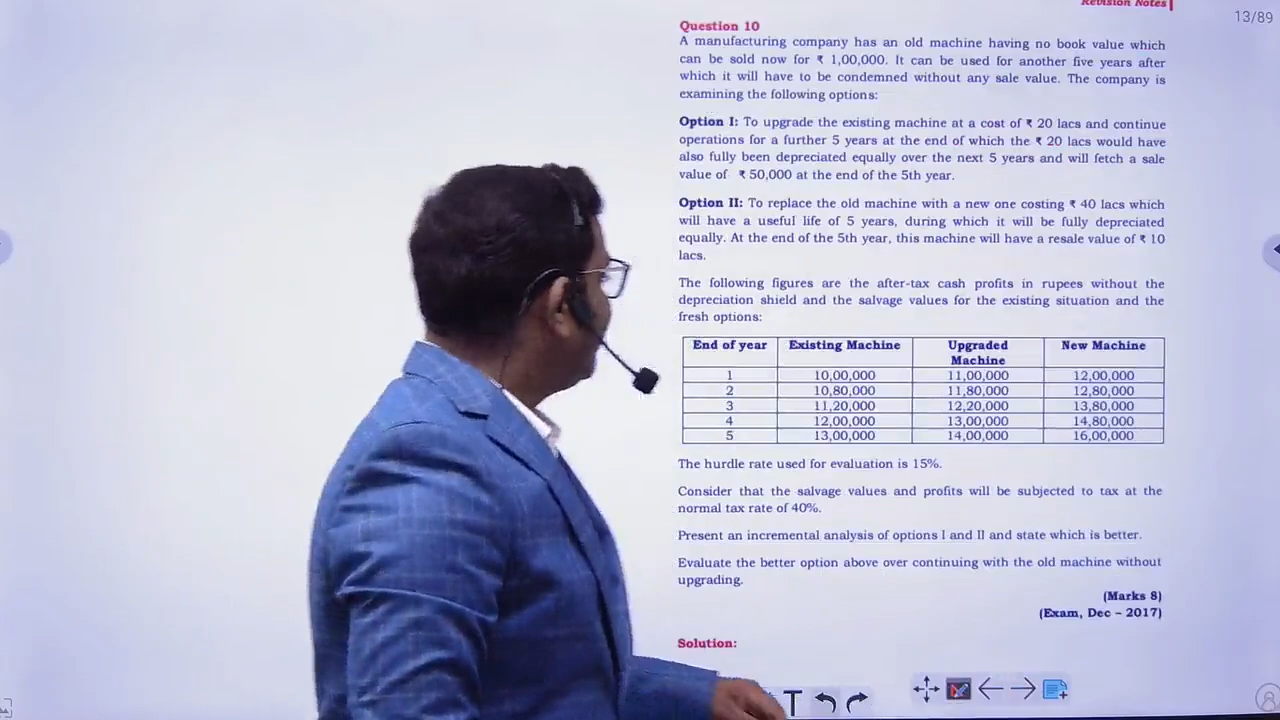 Revision Notes
13/89
Question 10
A manufacturing company has an old machine having no book value which
can be sold now for ₹ 1,00,000. It can be used for another five years after
which it will have to be condemned without any sale value. The company is
examining the following options:
Option I: To upgrade the existing machine at a cost of ₹ 20 lacs and continue
operations for a further 5 years at the end of which the ₹ 20 lacs would have
also fully been depreciated equally over the next 5 years and will fetch a sale
value of ₹ 50,000 at the end of the 5th year.
Option II: To replace the old machine with a new one costing ₹ 40 lacs which
will have a useful life of 5 years, during which it will be fully depreciated
equally. At the end of the 5th year, this machine will have a resale value of ₹ 10
lacs.
The following figures are the after-tax cash profits in rupees without the
depreciation shield and the salvage values for the existing situation and the
fresh options:
End of year Existing Machine Upgraded Machine New Machine
1 10,00,000 11,00,000 12,00,000
2 10,80,000 11,80,000 12,80,000
3 11,20,000 12,20,000 13,80,000
4 12,00,000 13,00,000 14,80,000
5 13,00,000 14,00,000 16,00,000
The hurdle rate used for evaluation is 15%.
Consider that the salvage values and profits will be subjected to tax at the
normal tax rate of 40%.
Present an incremental analysis of options I and II and state which is better.
Evaluate the better option above over continuing with the old machine without
upgrading.
(Marks 8)
(Exam, Dec – 2017)
Solution:
T